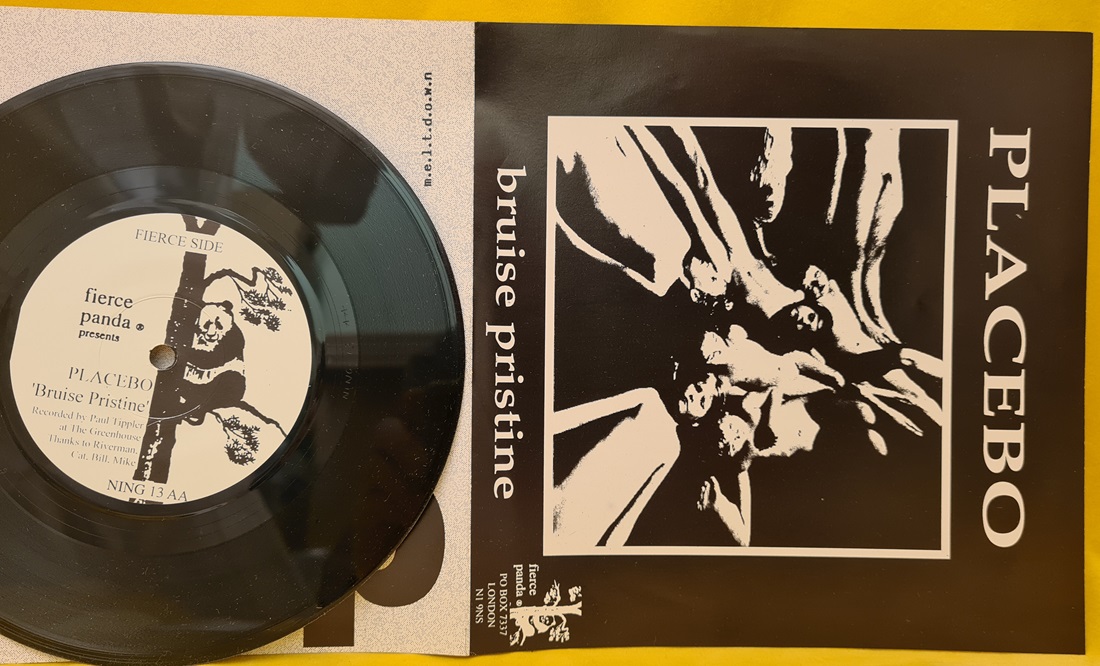 m.e.l.t.d.o.w.n
FIERCE SIDE
fierce
panda ®
presents
PLACEBO
'Bruise Pristine'
Recorded by Paul Tippler
at The Greenhouse
Thanks to Riverman,
Cat, Bill, Mike
NING 13 AA
PLACEBO
bruise pristine
fierce
panda ®
PO BOX 7337
LONDON
N1 9NS